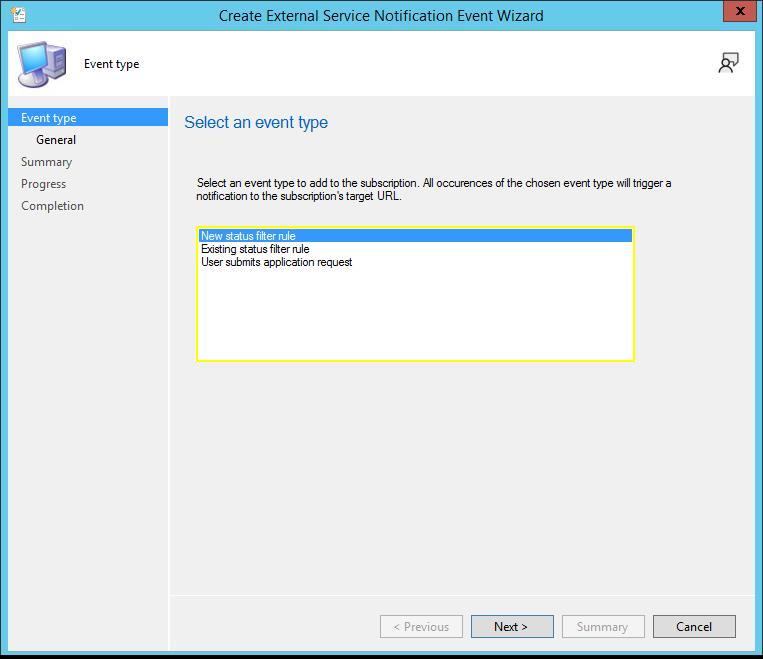 Create External Service Notification Event Wizard
x
Event type
Event type
General
Summary
Progress
Completion
Select an event type
Select an event type to add to the subscription. All occurences of the chosen event type will trigger a
notification to the subscription's target URL.
New status filter rule
Existing status filter rule
User submits application request
< Previous
Next >
Summary
Cancel